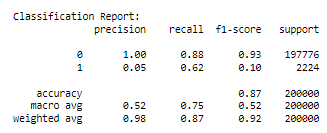 Classification Report:
precision recall f1-score support
0 1.00 0.88 0.93 197776
1 0.05 0.62 0.10 2224
accuracy 0.87 200000
macro avg 0.52 0.75 0.52 200000
weighted avg 0.98 0.87 0.92 200000